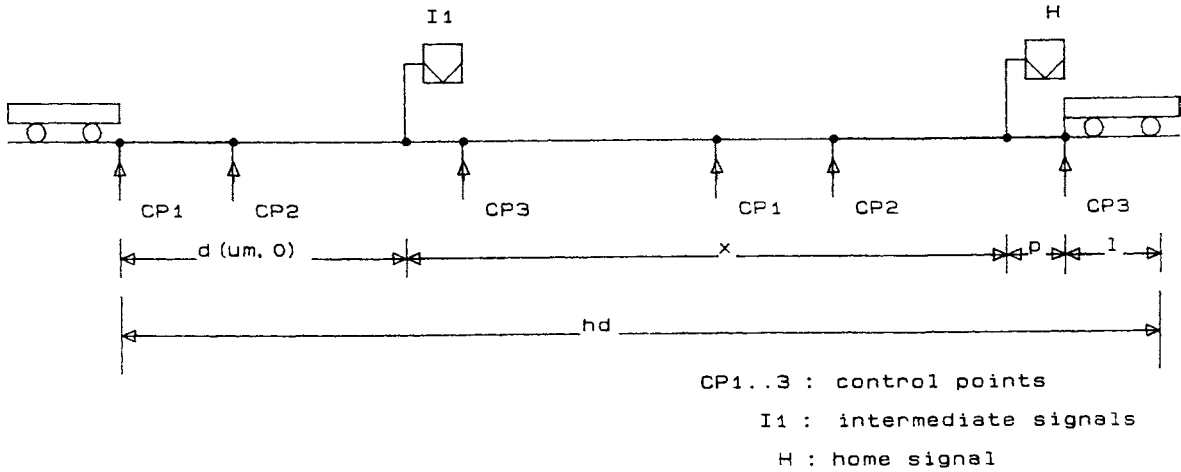 I1 H
CP1 CP2 CP3 CP1 CP2 CP3
d(um, 0) x p l
hd
CP1..3 : control points
I1 : intermediate signals
H : home signal